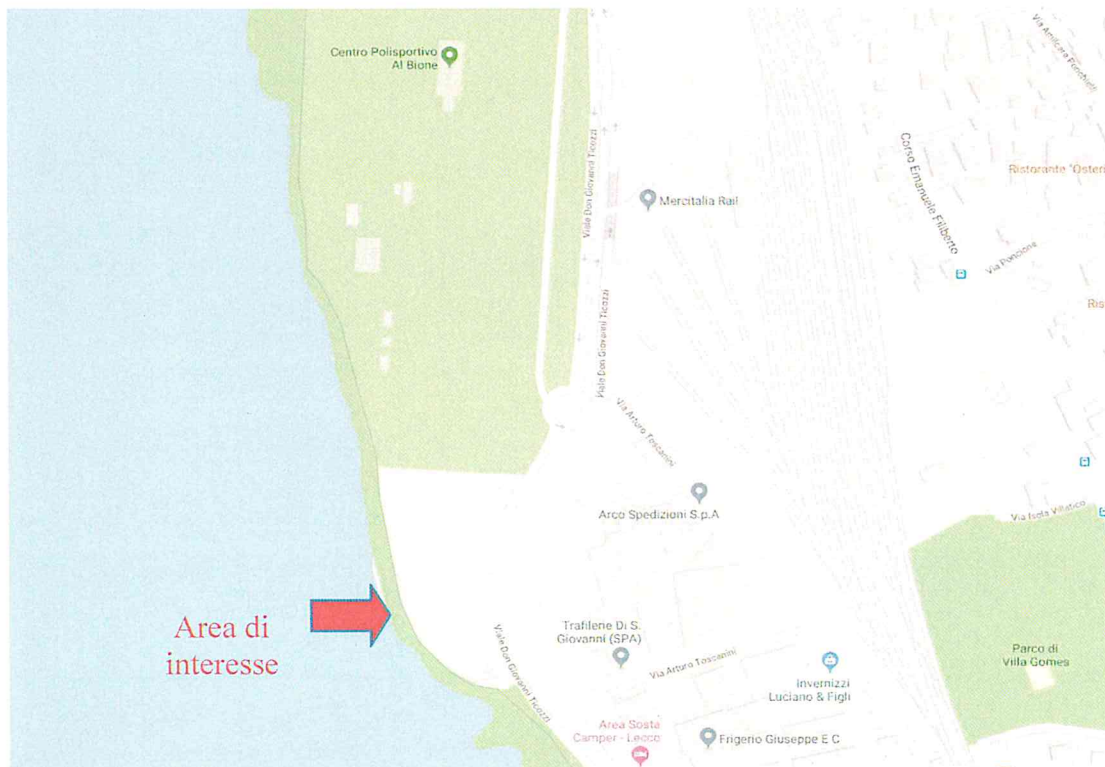 Centro Polisportivo
Al Bione
Via Amilcare Ponchielli
Viale Don Giovanni Ticozzi
Corso Emanuele Filiberto
Ristorante "Osteri
Mercitalia Rail
Via Poncione
Ris
Viale Don Giovanni Ticozzi
Via Arturo Toscanini
Arco Spedizioni S.p.A
Via Isola Villatico
Area di
interesse
Trafilerie Di S.
Giovanni (SPA)
Viale Don Giovanni Ticozzi
Via Arturo Toscanini
Parco di
Villa Gomes
Invernizzi
Luciano & Figli
Area Sosta
Camper - Lecco
Frigerio Giuseppe E C